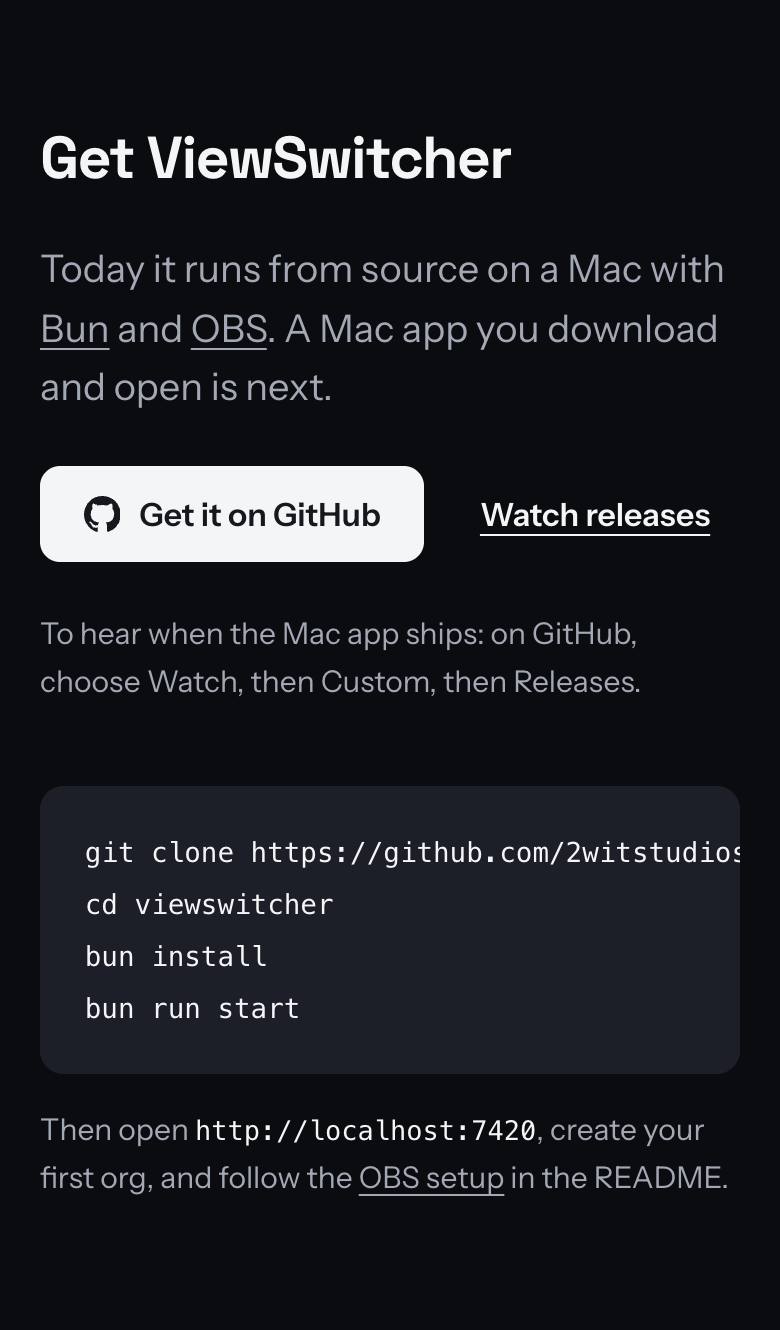 Get ViewSwitcher
Today it runs from source on a Mac with
Bun and OBS. A Mac app you download
and open is next.
Get it on GitHub
Watch releases
To hear when the Mac app ships: on GitHub,
choose Watch, then Custom, then Releases.
git clone https://github.com/2witstudios
cd viewswitcher
bun install
bun run start
Then open http://localhost:7420, create your
first org, and follow the OBS setup in the README.